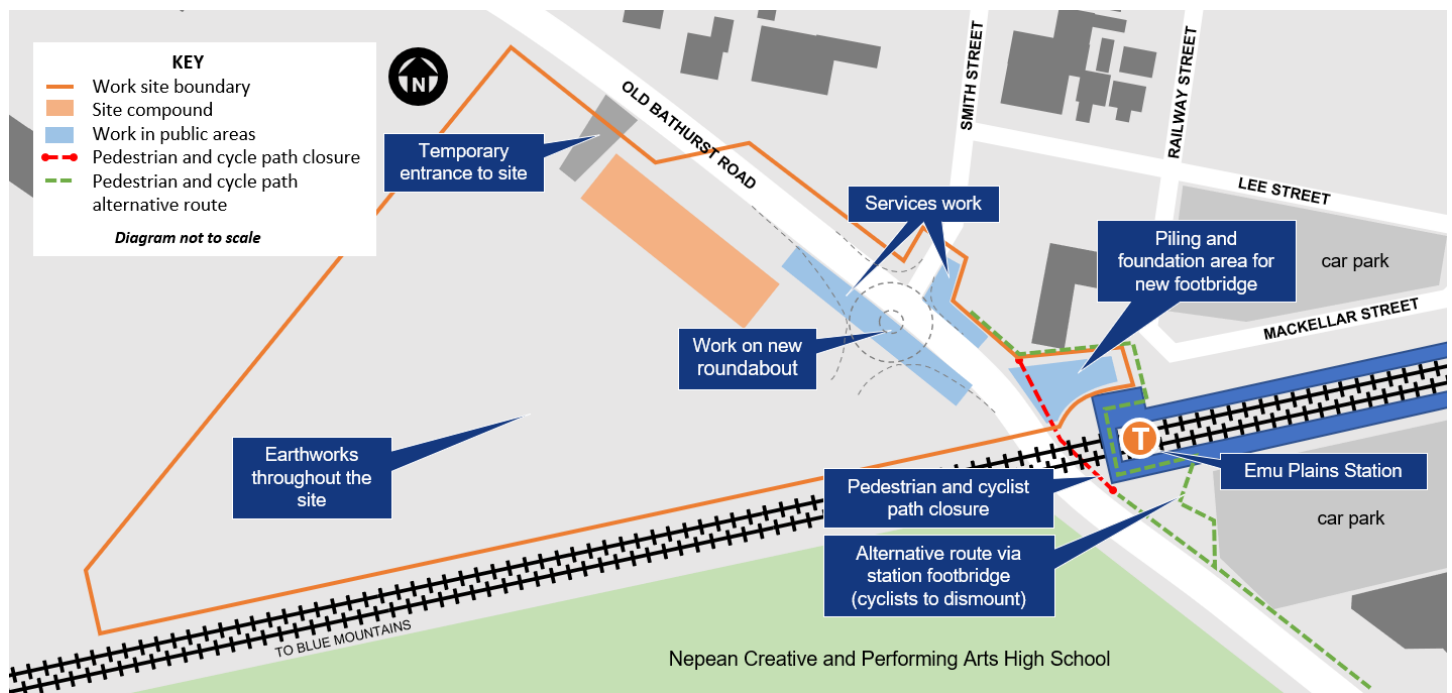 KEY
Work site boundary
Site compound
Work in public areas
Pedestrian and cycle path closure
Pedestrian and cycle path
alternative route
Diagram not to scale
N
OLD BATHURST ROAD
SMITH STREET
RAILWAY STREET
LEE STREET
MACKELLAR STREET
Temporary
entrance to site
Services work
Piling and
foundation area for
new footbridge
car park
Work on new
roundabout
Earthworks
throughout the
site
T
Emu Plains Station
Pedestrian and cyclist
path closure
car park
Alternative route via
station footbridge
(cyclists to dismount)
TO BLUE MOUNTAINS
Nepean Creative and Performing Arts High School